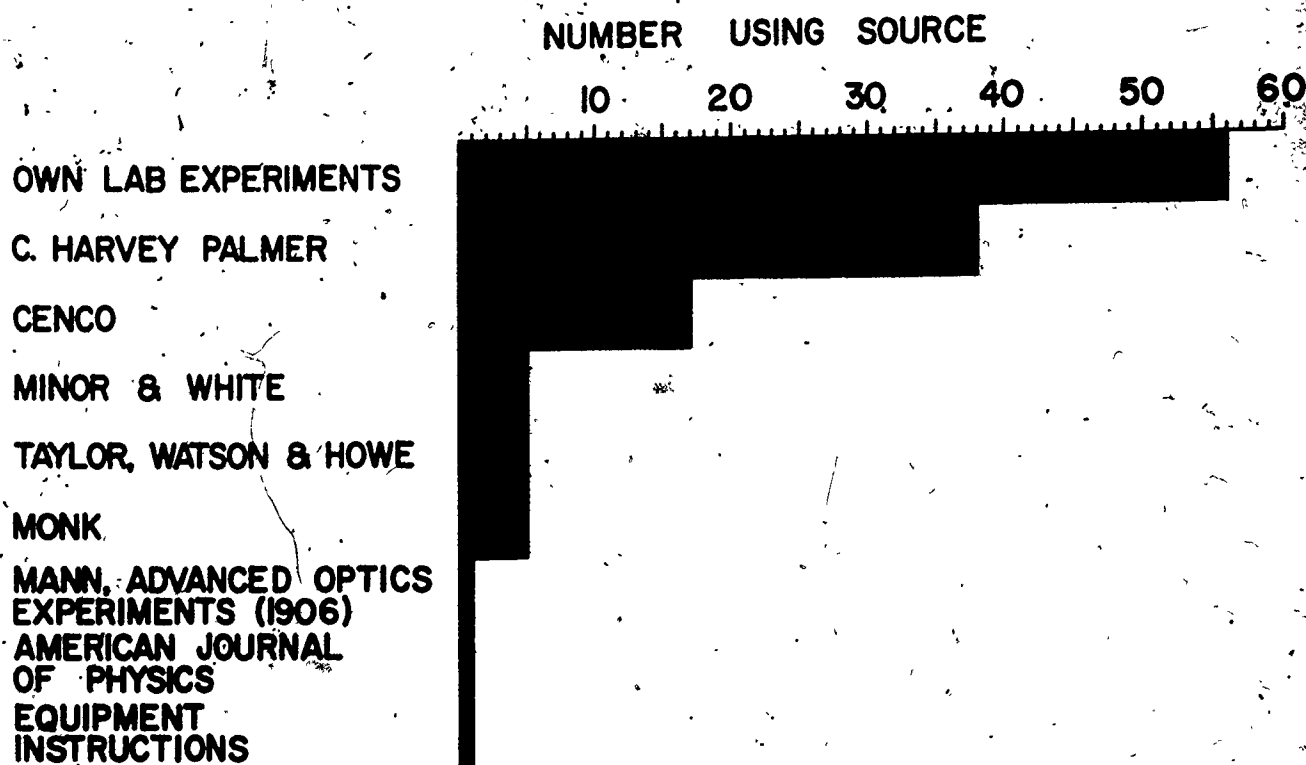 NUMBER USING SOURCE
10 20 30 40 50 60
OWN LAB EXPERIMENTS
C. HARVEY PALMER
CENCO
MINOR & WHITE
TAYLOR, WATSON & HOWE
MONK
MANN, ADVANCED OPTICS
EXPERIMENTS (1906)
AMERICAN JOURNAL
OF PHYSICS
EQUIPMENT
INSTRUCTIONS